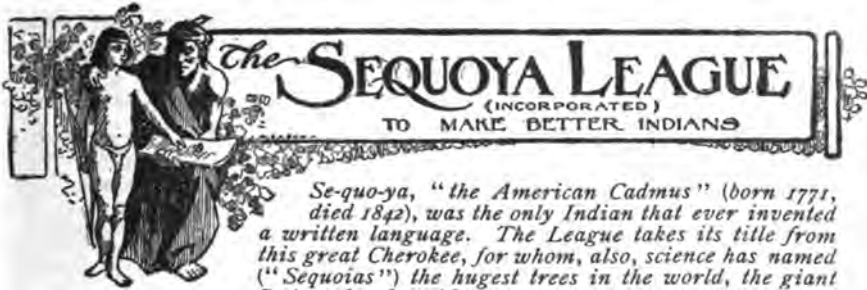 The SEQUOYA LEAGUE
(INCORPORATED)
TO MAKE BETTER INDIANS
Se-quo-ya, "the American Cadmus" (born 1771,
died 1842), was the only Indian that ever invented
a written language. The League takes its title from
this great Cherokee, for whom, also, science has named
("Sequoias") the hugest trees in the world, the giant